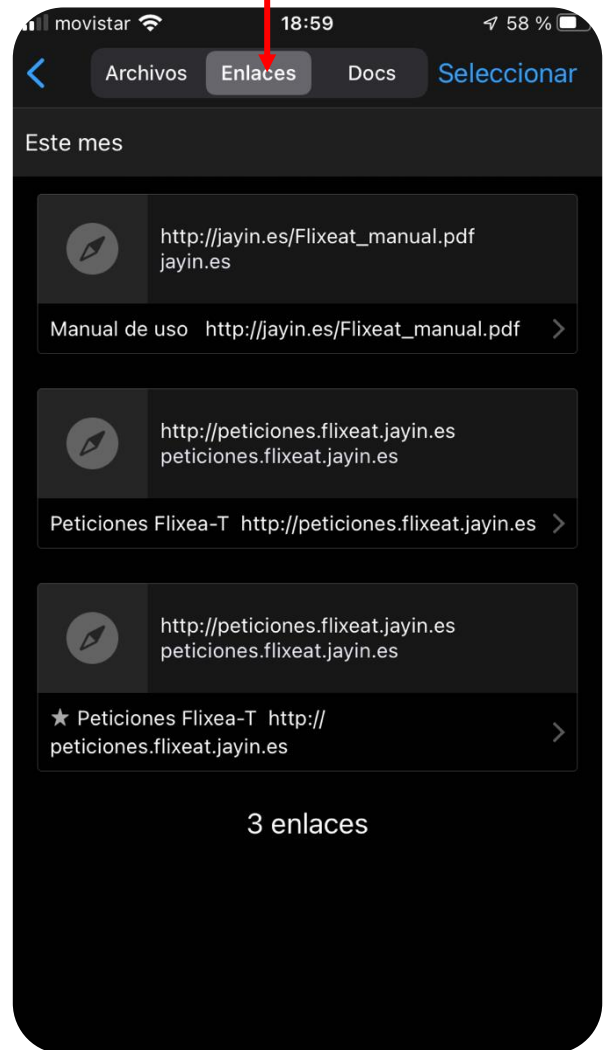 movistar 18:59 58 %
Archivos Enlaces Docs Seleccionar
Este mes
http://jayin.es/Flixeat_manual.pdf
jayin.es
Manual de uso http://jayin.es/Flixeat_manual.pdf
http://peticiones.flixeat.jayin.es
peticiones.flixeat.jayin.es
Peticiones Flixea-T http://peticiones.flixeat.jayin.es
http://peticiones.flixeat.jayin.es
peticiones.flixeat.jayin.es
★ Peticiones Flixea-T http://
peticiones.flixeat.jayin.es
3 enlaces